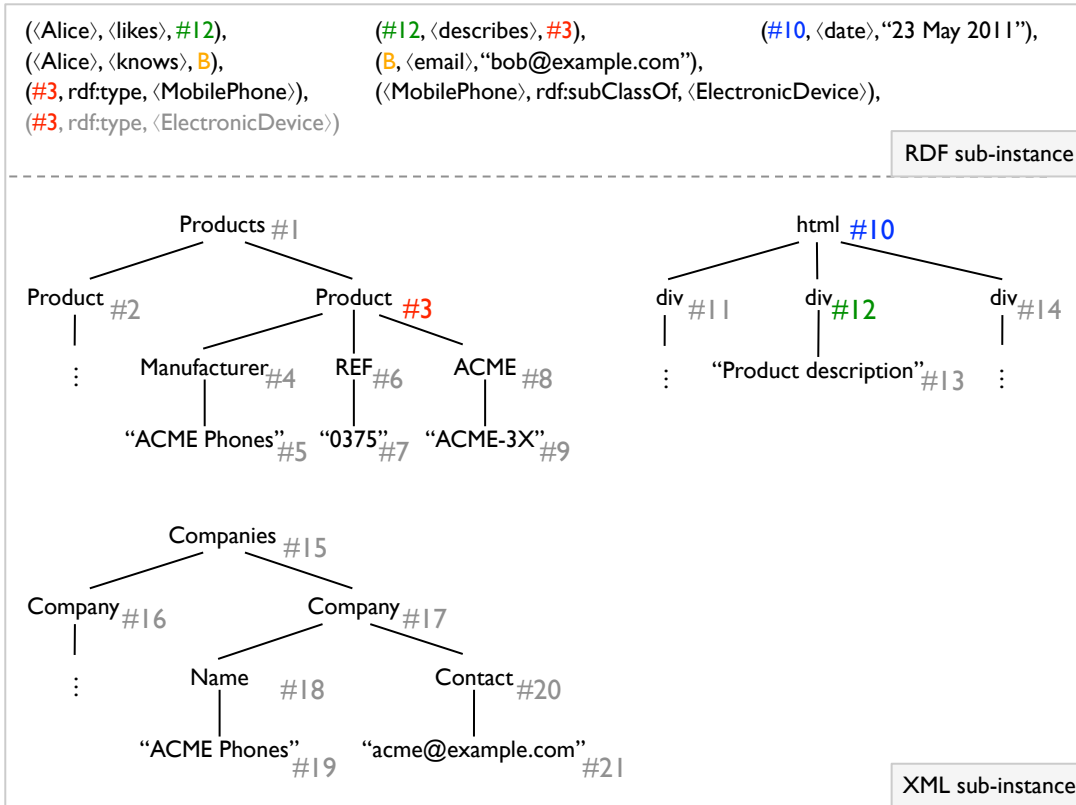 (⟨Alice⟩, ⟨likes⟩, #12), (#12, ⟨describes⟩, #3), (#10, ⟨date⟩, “23 May 2011”),
(⟨Alice⟩, ⟨knows⟩, B), (B, ⟨email⟩, “bob@example.com”),
(#3, rdf:type, ⟨MobilePhone⟩), (⟨MobilePhone⟩, rdf:subClassOf, ⟨ElectronicDevice⟩),
(#3, rdf:type, ⟨ElectronicDevice⟩)
RDF sub-instance
Products #1 html #10
Product #2 Product #3 div #11 div #12 div #14
⋮ Manufacturer #4 REF #6 ACME #8 ⋮ “Product description” #13 ⋮
“ACME Phones” #5 “0375” #7 “ACME-3X” #9
Companies #15
Company #16 Company #17
⋮ Name #18 Contact #20
“ACME Phones” #19 “acme@example.com” #21
XML sub-instance